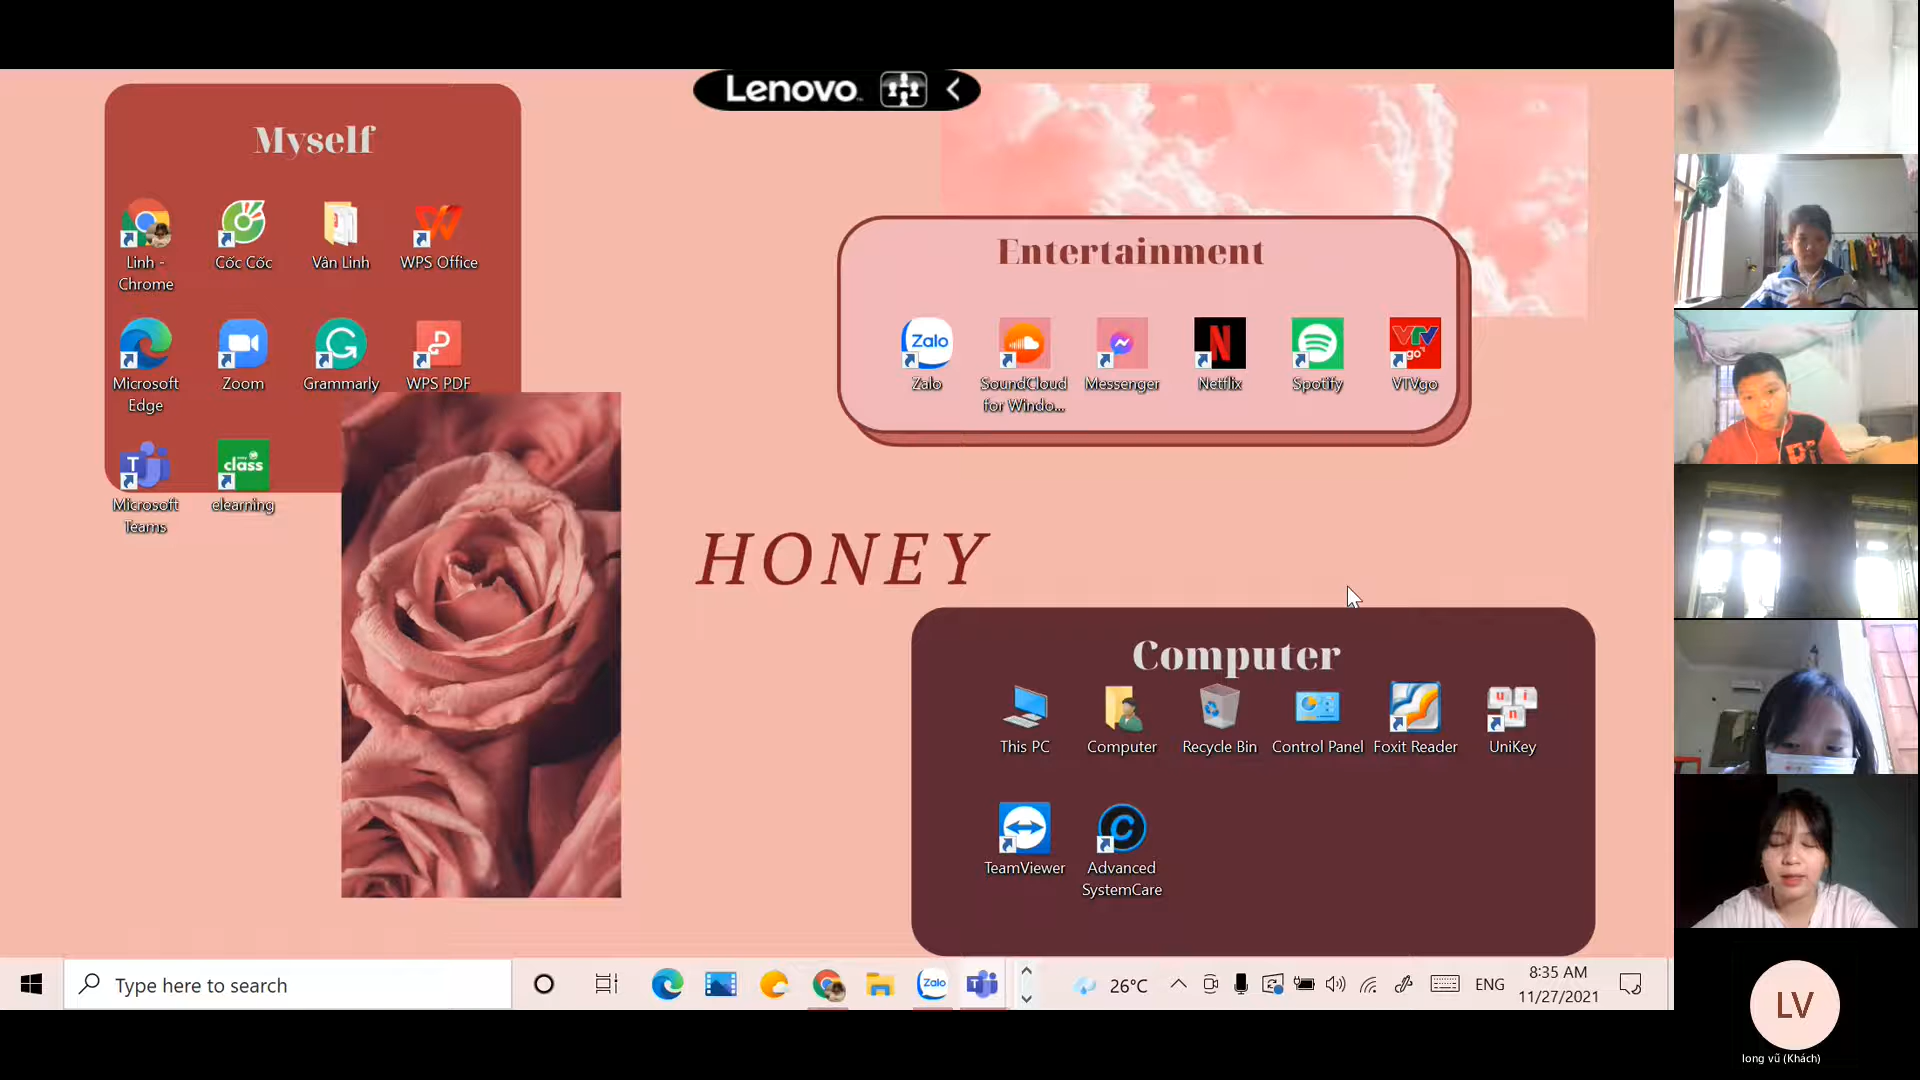 Lenovo
Myself
Linh -
Chrome
Cốc Cốc
Vân Linh
WPS Office
Microsoft
Edge
Zoom
Grammarly
WPS PDF
Microsoft
Teams
class
elearning
Entertainment
Zalo
Zalo
SoundCloud
for Windo...
Messenger
Netflix
Spotify
VTV
go
VTVgo
HONEY
Computer
This PC
Computer
Recycle Bin
Control Panel
Foxit Reader
u i
n
UniKey
TeamViewer
Advanced
SystemCare
Type here to search
Zalo
26°C
ENG
8:35 AM
11/27/2021
LV
long vũ (Khách)